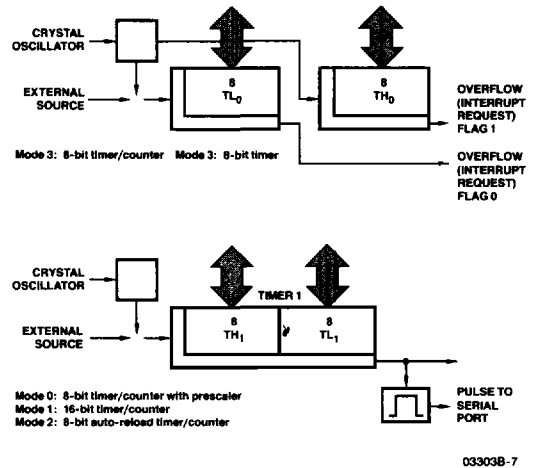 CRYSTAL
OSCILLATOR
EXTERNAL
SOURCE
8
TL0
8
TH0
OVERFLOW
(INTERRUPT
REQUEST)
FLAG 1
OVERFLOW
(INTERRUPT
REQUEST)
FLAG 0
Mode 3: 8-bit timer/counter Mode 3: 8-bit timer
CRYSTAL
OSCILLATOR
EXTERNAL
SOURCE
TIMER 1
8
TH1
8
TL1
PULSE TO
SERIAL
PORT
Mode 0: 8-bit timer/counter with prescaler
Mode 1: 16-bit timer/counter
Mode 2: 8-bit auto-reload timer/counter
03303B-7